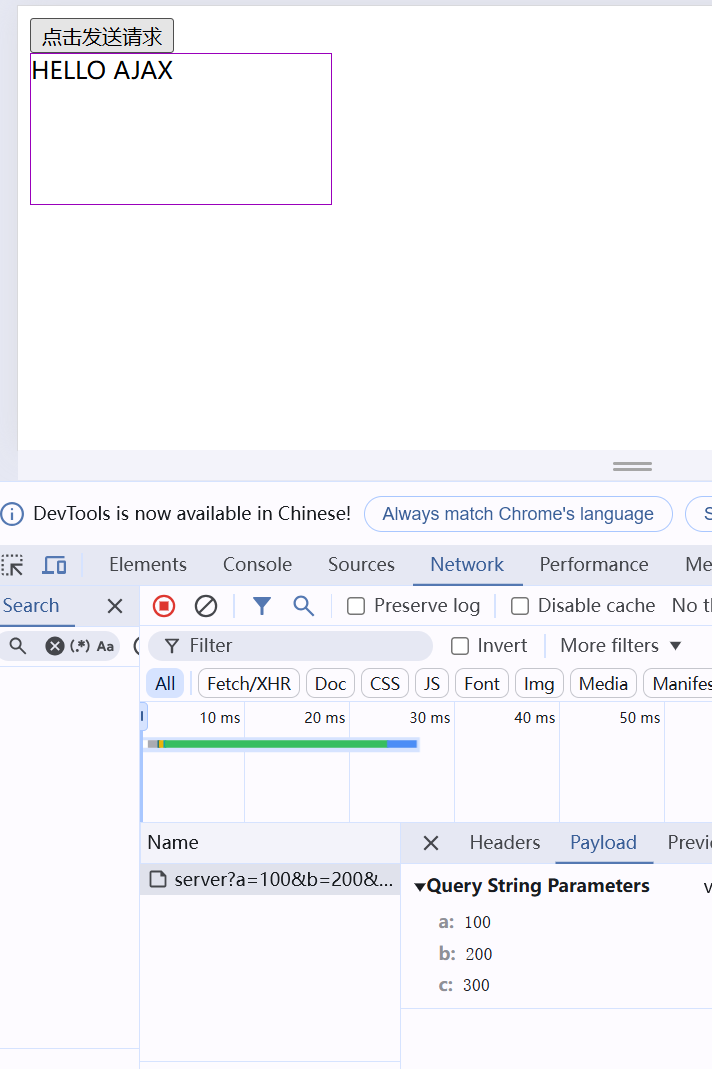 点击发送请求
HELLO AJAX
DevTools is now available in Chinese! Always match Chrome's language S
Elements Console Sources Network Performance Me
Search Preserve log Disable cache No th
(.*) Aa Filter Invert More filters
All Fetch/XHR Doc CSS JS Font Img Media Manifes
10 ms 20 ms 30 ms 40 ms 50 ms
Name Headers Payload Previ
server?a=100&b=200&... Query String Parameters v
a: 100
b: 200
c: 300